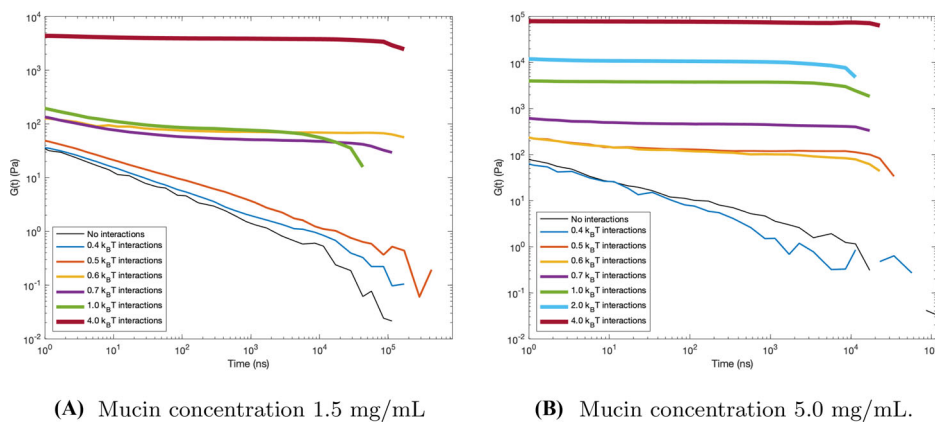 10^5
10^4
10^3
10^2
10^1
10^0
10^-1
10^-2
G(t) (Pa)
No interactions
0.4 k_BT interactions
0.5 k_BT interactions
0.6 k_BT interactions
0.7 k_BT interactions
1.0 k_BT interactions
4.0 k_BT interactions
10^0 10^1 10^2 10^3 10^4 10^5
Time (ns)
(A) Mucin concentration 1.5 mg/mL
10^5
10^4
10^3
10^2
10^1
10^0
10^-1
10^-2
G(t) (Pa)
No interactions
0.4 k_BT interactions
0.5 k_BT interactions
0.6 k_BT interactions
0.7 k_BT interactions
1.0 k_BT interactions
2.0 k_BT interactions
4.0 k_BT interactions
10^0 10^1 10^2 10^3 10^4 10^5
Time (ns)
(B) Mucin concentration 5.0 mg/mL.